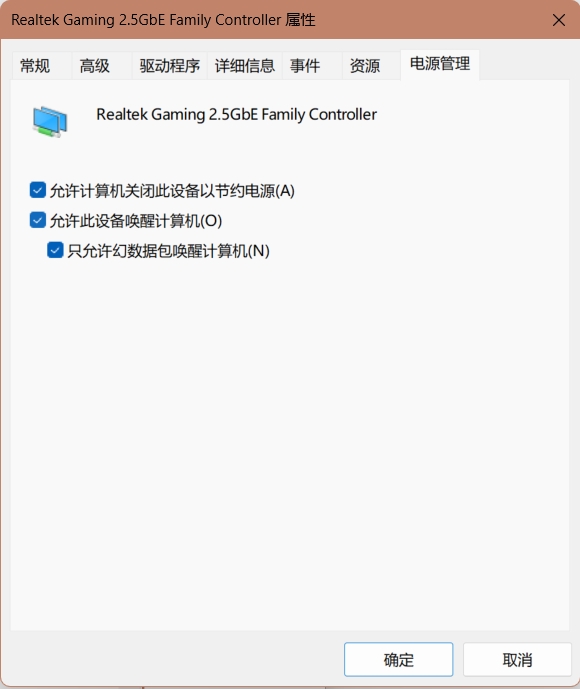 Realtek Gaming 2.5GbE Family Controller 属性
常规 高级 驱动程序 详细信息 事件 资源 电源管理
Realtek Gaming 2.5GbE Family Controller
允许计算机关闭此设备以节约电源(A)
允许此设备唤醒计算机(O)
只允许幻数据包唤醒计算机(N)
确定 取消